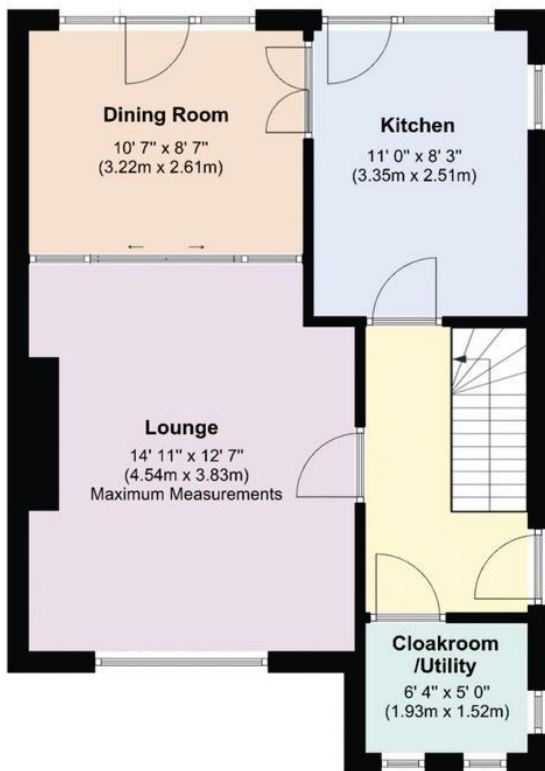 Dining Room
10' 7" x 8' 7"
(3.22m x 2.61m)
Kitchen
11' 0" x 8' 3"
(3.35m x 2.51m)
Lounge
14' 11" x 12' 7"
(4.54m x 3.83m)
Maximum Measurements
Cloakroom
/Utility
6' 4" x 5' 0"
(1.93m x 1.52m)